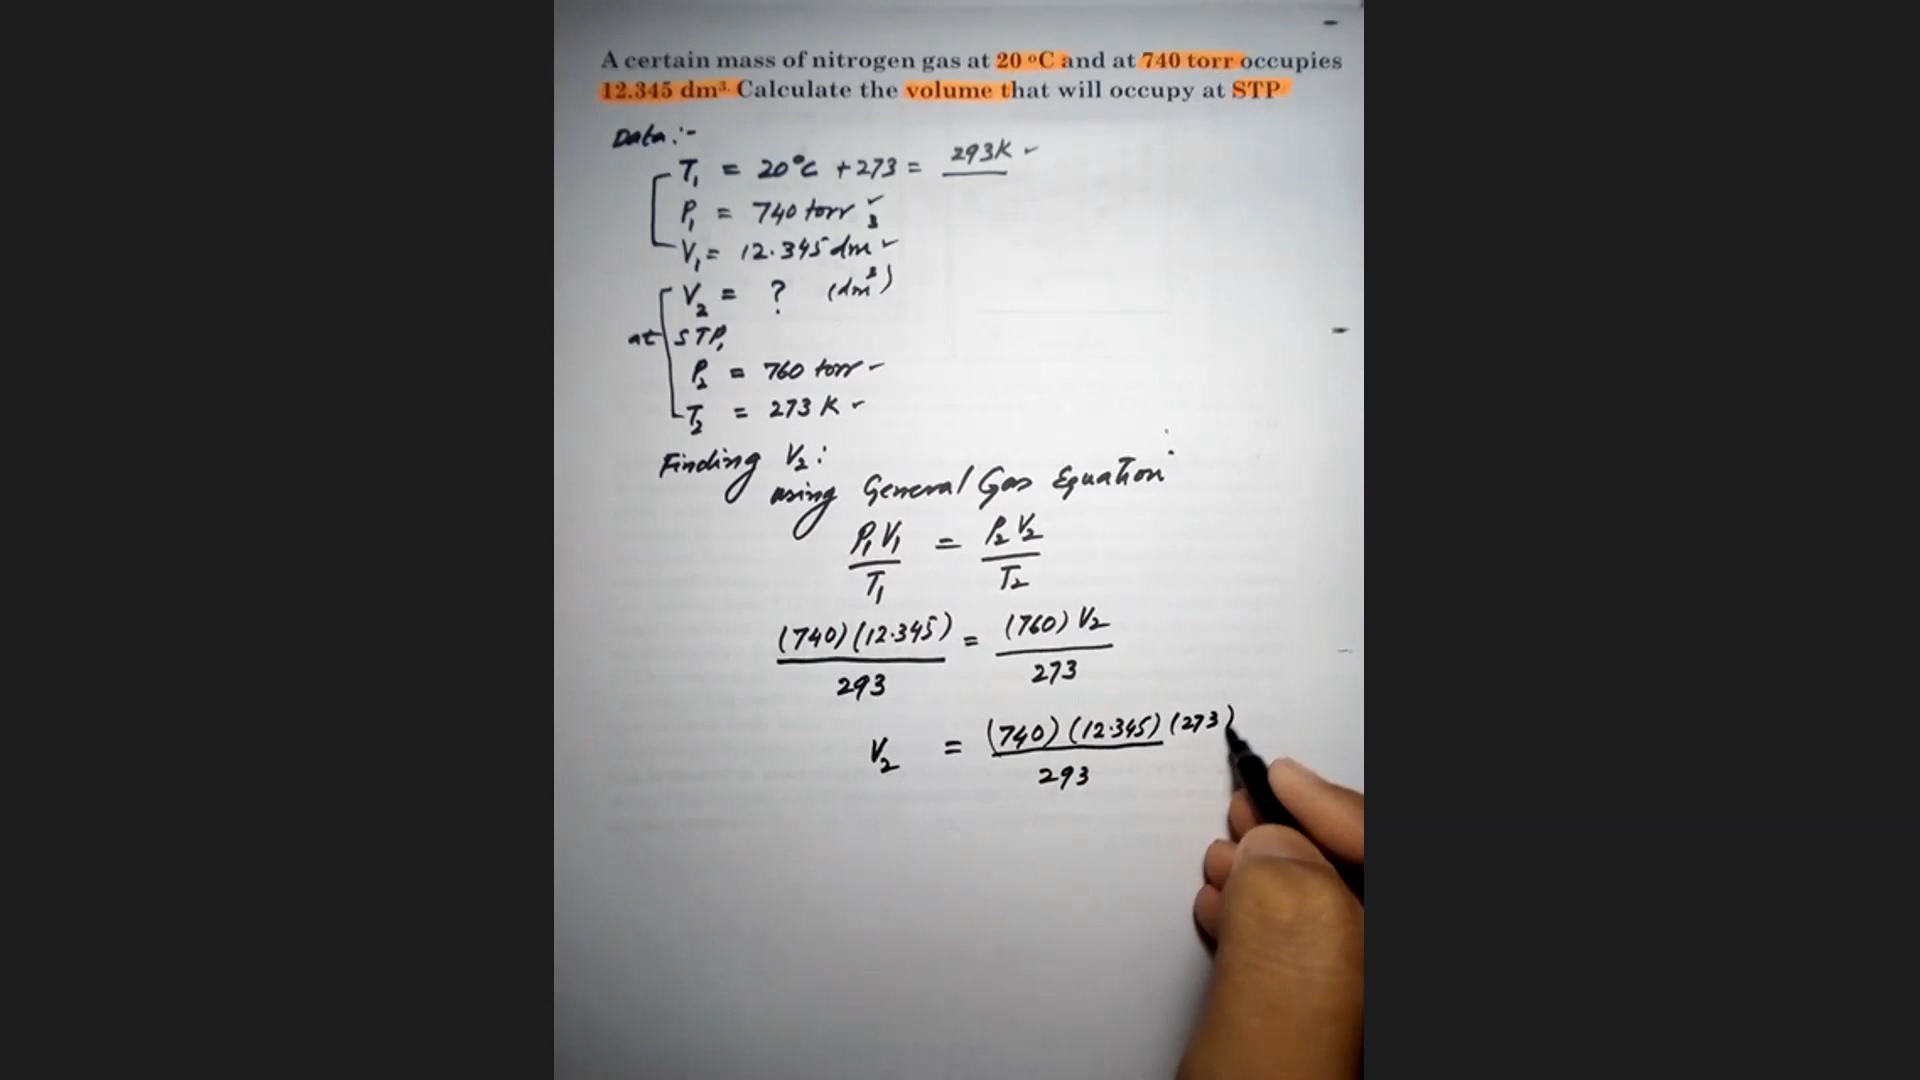 A certain mass of nitrogen gas at 20 ᵒC and at 740 torr occupies
12.345 dm³. Calculate the volume that will occupy at STP
Data:-
T₁ = 20°C + 273 = 293K ✓
P₁ = 740 torr ✓
V₁ = 12.345 dm³ ✓
V₂ = ? (dm³)
at STP,
P₂ = 760 torr ✓
T₂ = 273 K ✓
Finding V₂:
using General Gas Equation
P₁V₁ / T₁ = P₂V₂ / T₂
(740)(12.345) / 293 = (760) V₂ / 273
V₂ = (740)(12.345)(273) / 293